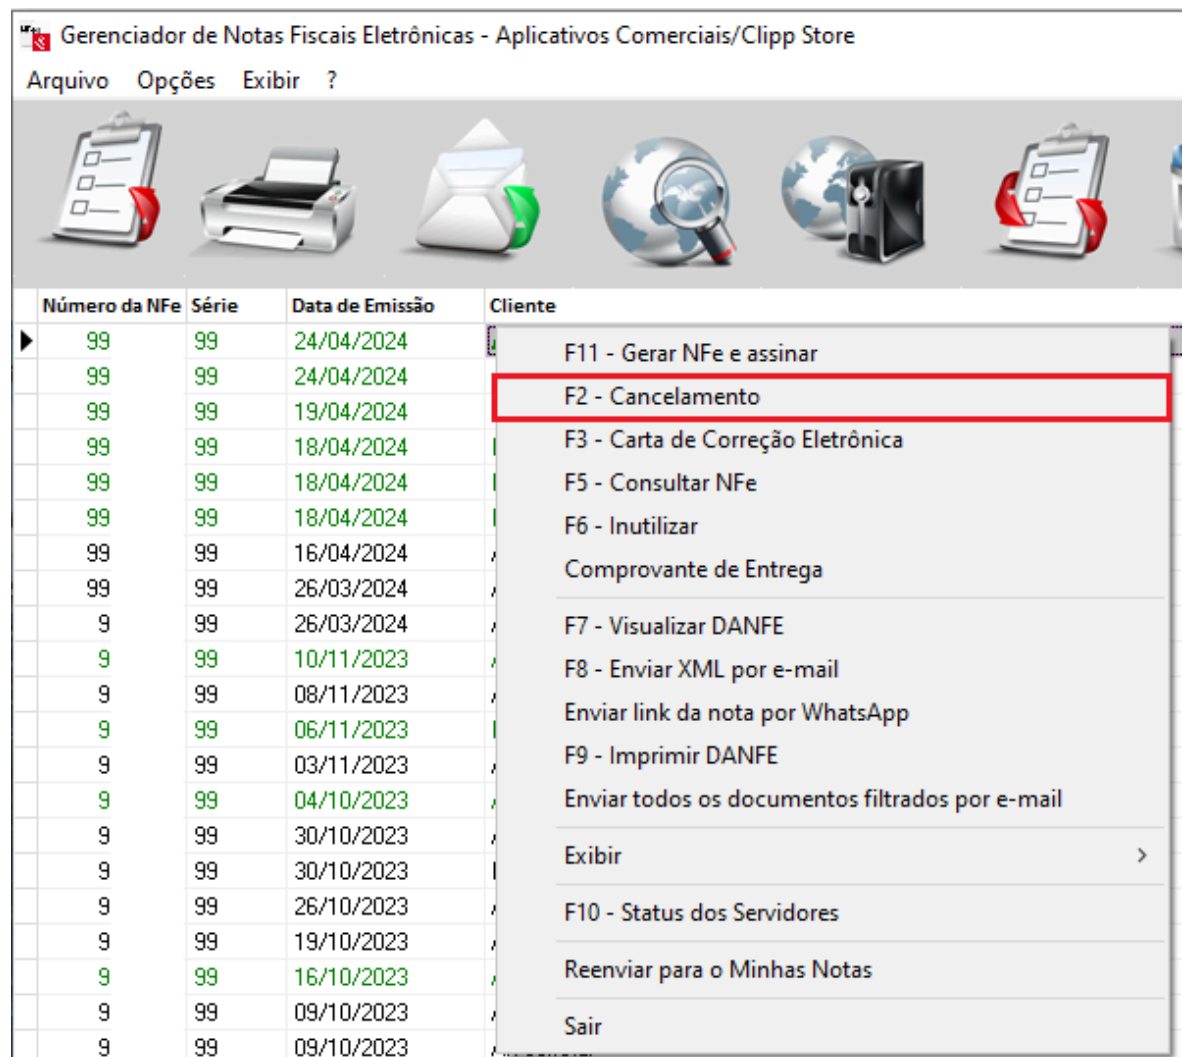 Gerenciador de Notas Fiscais Eletrônicas - Aplicativos Comerciais/Clipp Store
Arquivo Opções Exibir ?
Número da NFe Série Data de Emissão Cliente
99 99 24/04/2024
99 99 24/04/2024
99 99 19/04/2024
99 99 18/04/2024
99 99 18/04/2024
99 99 18/04/2024
99 99 16/04/2024
99 99 26/03/2024
9 99 26/03/2024
9 99 10/11/2023
9 99 08/11/2023
9 99 06/11/2023
9 99 03/11/2023
9 99 04/10/2023
9 99 30/10/2023
9 99 30/10/2023
9 99 26/10/2023
9 99 19/10/2023
9 99 16/10/2023
9 99 09/10/2023
9 99 09/10/2023
F11 - Gerar NFe e assinar
F2 - Cancelamento
F3 - Carta de Correção Eletrônica
F5 - Consultar NFe
F6 - Inutilizar
Comprovante de Entrega
F7 - Visualizar DANFE
F8 - Enviar XML por e-mail
Enviar link da nota por WhatsApp
F9 - Imprimir DANFE
Enviar todos os documentos filtrados por e-mail
Exibir
F10 - Status dos Servidores
Reenviar para o Minhas Notas
Sair